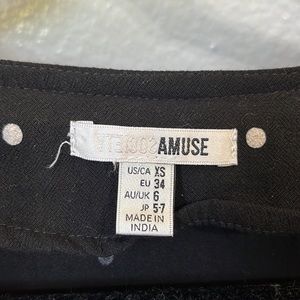 AMUSE
US/CA XS
EU 34
AU/UK 6
JP 5-7
MADE IN
INDIA